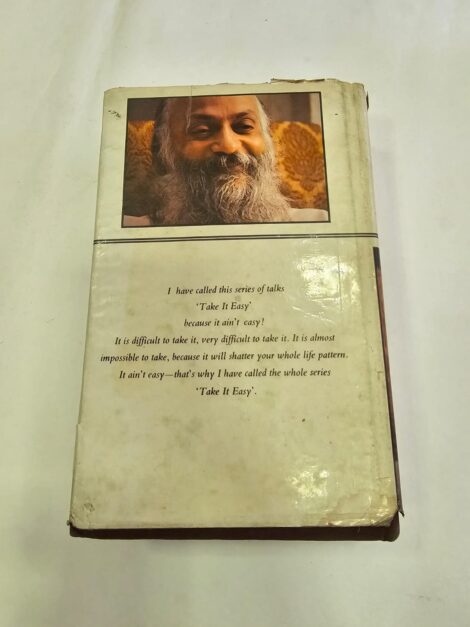 I have called this series of talks
'Take It Easy'
because it ain't easy!
It is difficult to take it, very difficult to take it. It is almost
impossible to take, because it will shatter your whole life pattern.
It ain't easy—that's why I have called the whole series
'Take It Easy'.